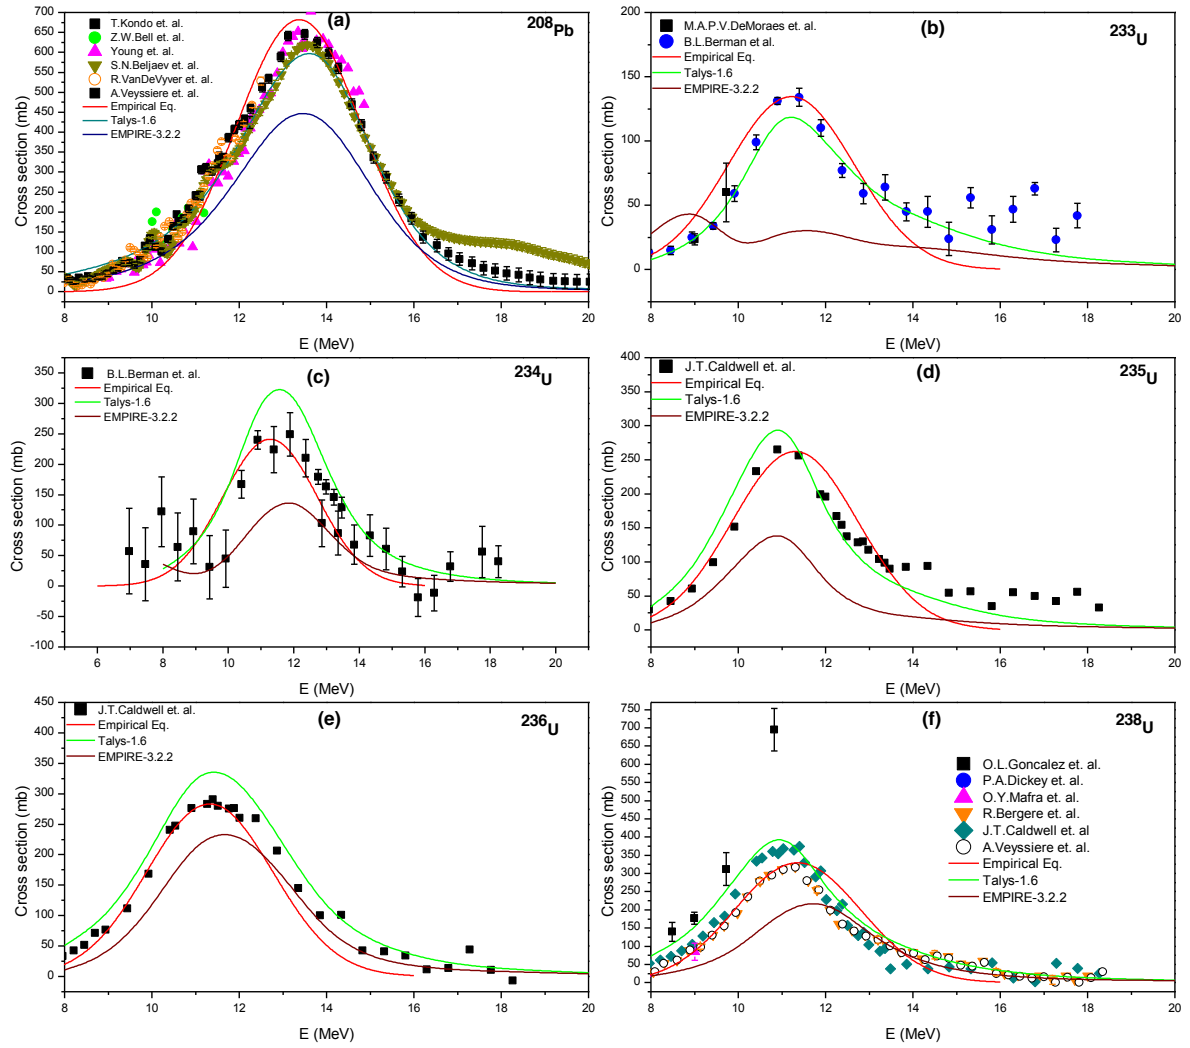 (a)
208Pb
T.Kondo et. al.
Z.W.Bell et. al.
Young et. al.
S.N.Beljaev et. al.
R.VanDeVyver et. al.
A.Veyssiere et. al.
Empirical Eq.
Talys-1.6
EMPIRE-3.2.2
Cross section (mb)
700
650
600
550
500
450
400
350
300
250
200
150
100
50
0
8 10 12 14 16 18 20
E (MeV)
(b)
233U
M.A.P.V.DeMoraes et. al.
B.L.Berman et al.
Empirical Eq.
Talys-1.6
EMPIRE-3.2.2
Cross section (mb)
200
150
100
50
0
8 10 12 14 16 18 20
E (MeV)
(c)
234U
B.L.Berman et. al.
Empirical Eq.
Talys-1.6
EMPIRE-3.2.2
Cross section (mb)
350
300
250
200
150
100
50
0
-50
-100
6 8 10 12 14 16 18 20
E (MeV)
(d)
235U
J.T.Caldwell et. al.
Empirical Eq.
Talys-1.6
EMPIRE-3.2.2
Cross section (mb)
400
350
300
250
200
150
100
50
0
8 10 12 14 16 18 20
E (MeV)
(e)
236U
J.T.Caldwell et. al.
Empirical Eq.
Talys-1.6
EMPIRE-3.2.2
Cross section (mb)
450
400
350
300
250
200
150
100
50
0
8 10 12 14 16 18 20
E (MeV)
(f)
238U
O.L.Goncalez et. al.
P.A.Dickey et. al.
O.Y.Mafra et. al.
R.Bergere et. al.
J.T.Caldwell et. al
A.Veyssiere et. al.
Empirical Eq.
Talys-1.6
EMPIRE-3.2.2
Cross section (mb)
750
700
650
600
550
500
450
400
350
300
250
200
150
100
50
0
8 10 12 14 16 18 20
E (MeV)